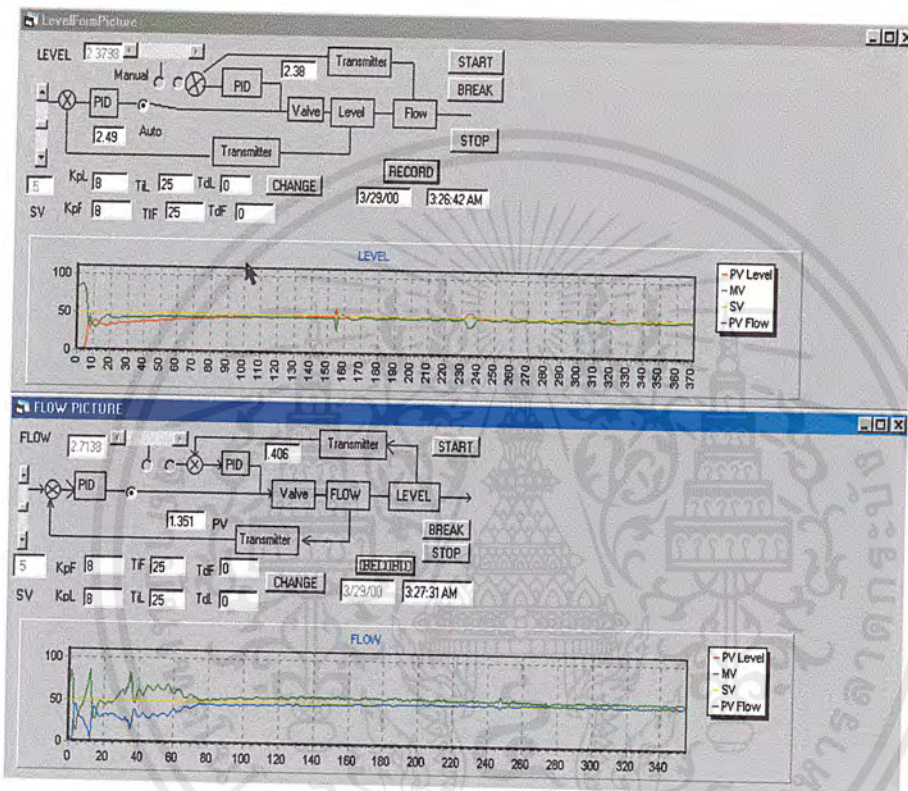 LevelFormPicture
LEVEL 2.3798
Manual
2.38
Transmitter
START
PID
BREAK
PID
Valve
Level
Flow
2.49
Auto
Transmitter
STOP
RECORD
5
KpL 8 TiL 25 TdL 0 CHANGE
3/29/00 3:26:42 AM
SV KpF 8 TIF 25 TdF 0
LEVEL
100
50
0
0 10 20 30 40 50 60 70 80 90 100 110 120 130 140 150 160 170 180 190 200 210 220 230 240 250 260 270 280 290 300 310 320 330 340 350 360 370
PV Level
MV
SV
PV Flow
FLOW PICTURE
FLOW 2.7138
.406
Transmitter
START
PID
PID
Valve
FLOW
LEVEL
1.351 PV
Transmitter
BREAK
STOP
RECORD
5 KpF 8 TiF 25 TdF 0
CHANGE
3/29/00 3:27:31 AM
SV KpL 8 TiL 25 TdL 0
FLOW
100
50
0
0 20 40 60 80 100 120 140 160 180 200 220 240 260 280 300 320 340
PV Level
MV
SV
PV Flow